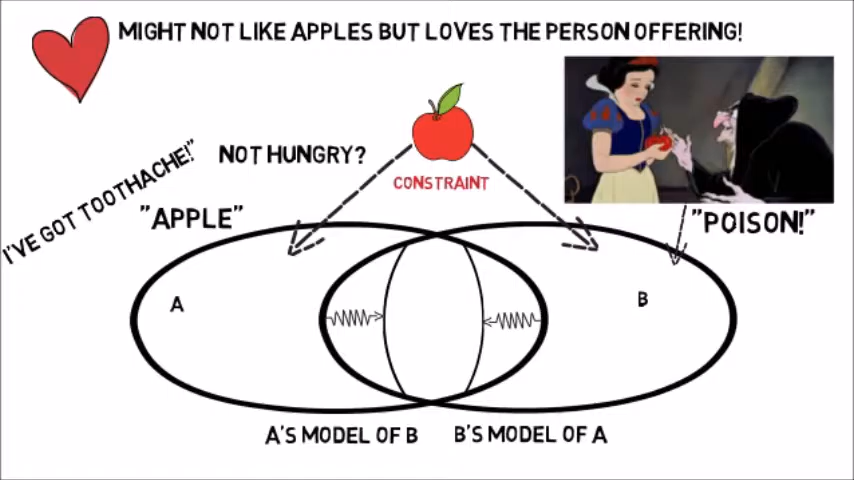 MIGHT NOT LIKE APPLES BUT LOVES THE PERSON OFFERING!
I'VE GOT TOOTHACHE!"
NOT HUNGRY?
CONSTRAINT
"APPLE"
"POISON!"
A
B
A'S MODEL OF B
B'S MODEL OF A